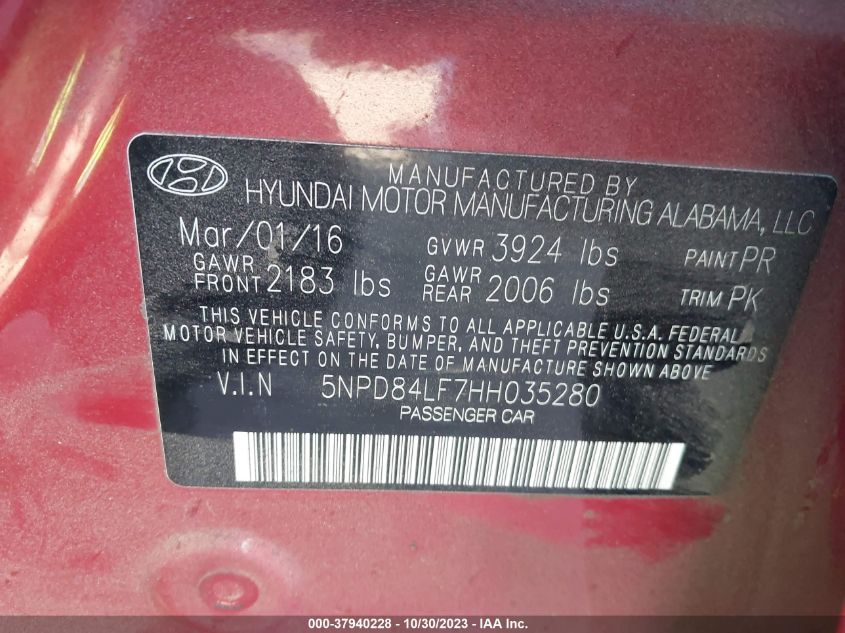 MANUFACTURED BY
HYUNDAI MOTOR MANUFACTURING ALABAMA, LLC
Mar/01/16 GVWR 3924 lbs PAINT PR
GAWR FRONT 2183 lbs GAWR REAR 2006 lbs TRIM PK
THIS VEHICLE CONFORMS TO ALL APPLICABLE U.S.A. FEDERAL
MOTOR VEHICLE SAFETY, BUMPER, AND THEFT PREVENTION STANDARDS
IN EFFECT ON THE DATE OF MANUFACTURE SHOWN ABOVE.
V.I.N 5NPD84LF7HH035280
PASSENGER CAR
000-37940228 - 10/30/2023 - IAA Inc.